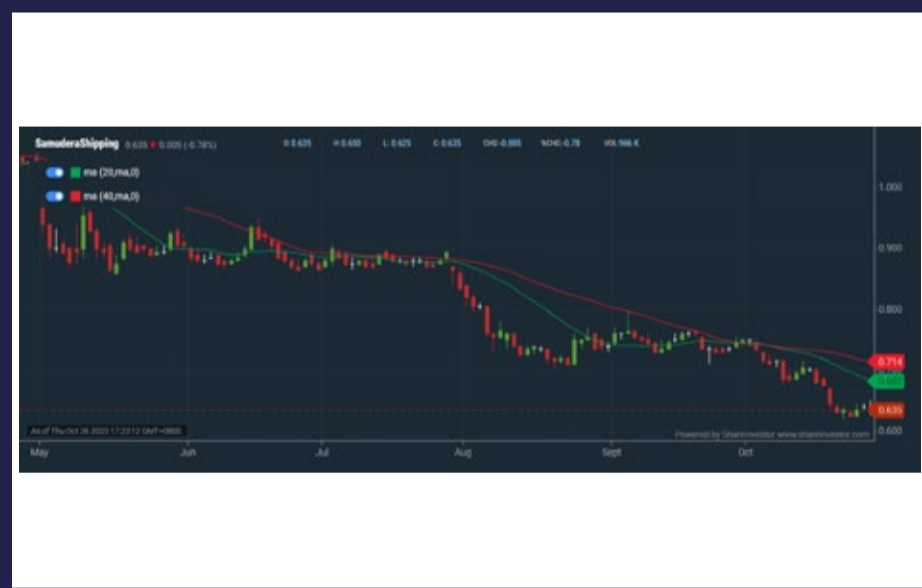 SamuderaShipping 0.635 0.005 (-0.78%) O: 0.635 H: 0.650 L: 0.625 C: 0.635 CHG: -0.005 %CHG: -0.78 VOL: 966 K
ma (20,ma,0)
ma (40,ma,0)
1.000
0.900
0.800
0.714
0.635
0.600
As of Thu Oct 26 2023 17:23:12 GMT+0800
Powered by ShareInvestor www.shareinvestor.com
May Jun Jul Aug Sept Oct